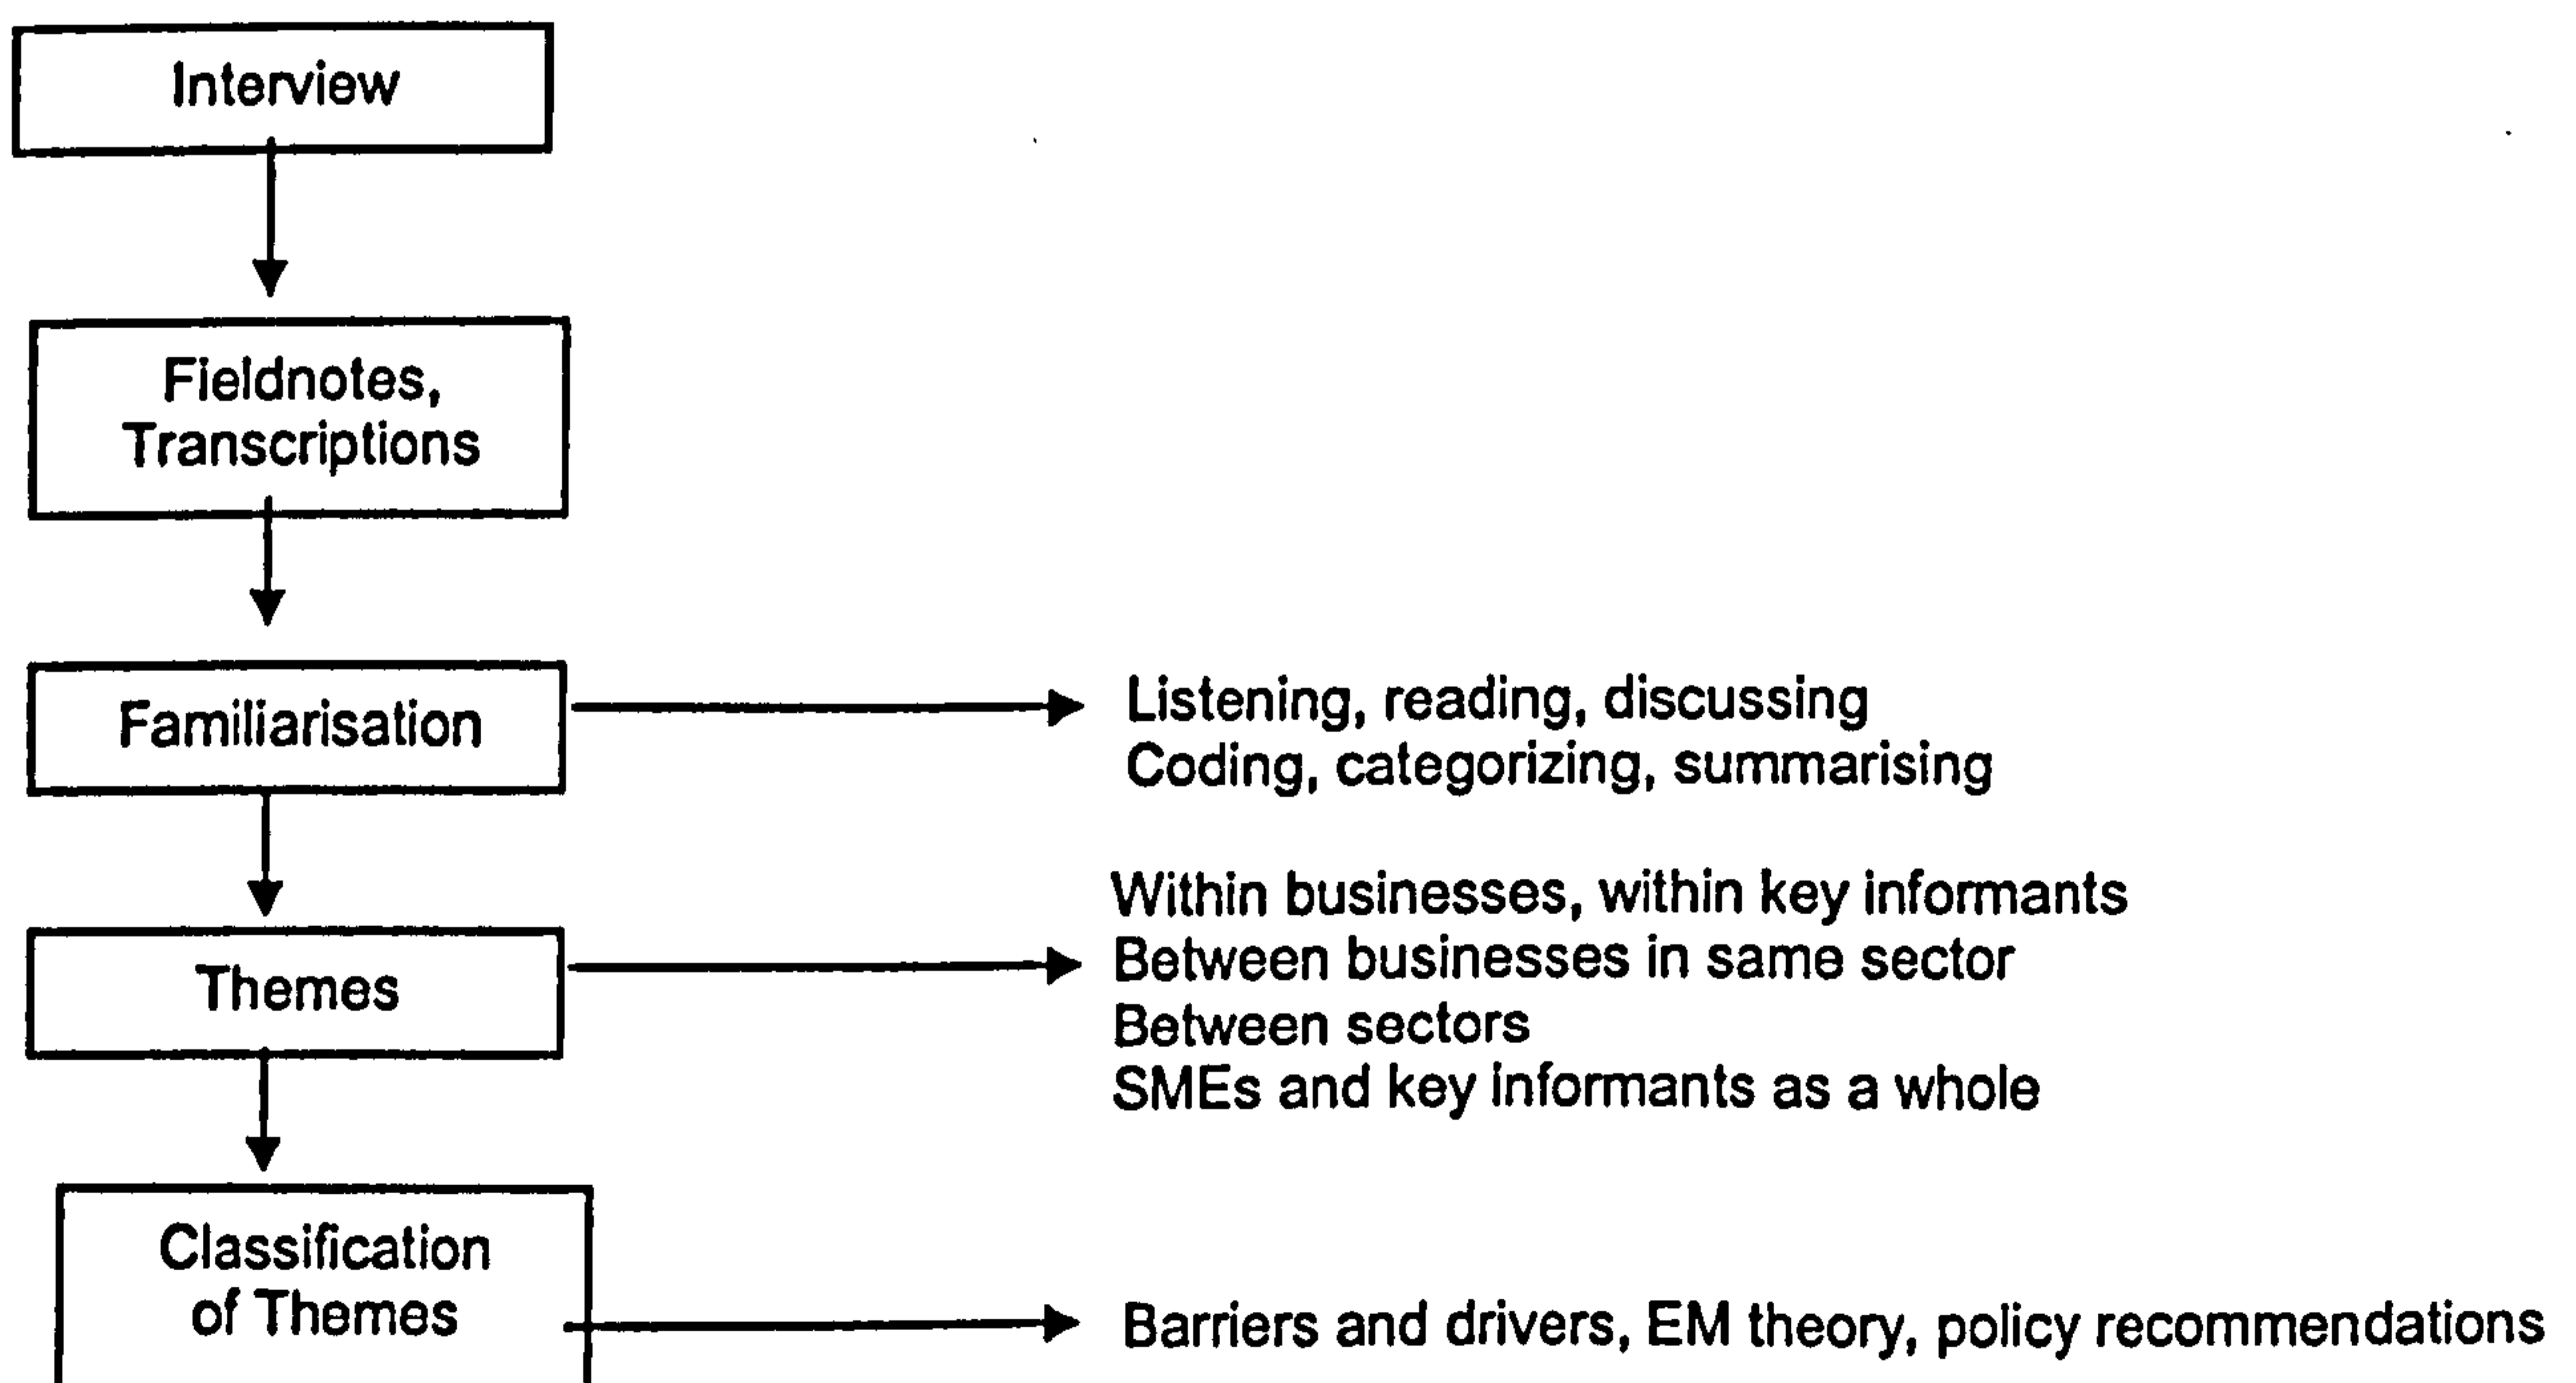 Interview
Fieldnotes,
Transcriptions
Familiarisation
Listening, reading, discussing
Coding, categorizing, summarising
Themes
Within businesses, within key informants
Between businesses in same sector
Between sectors
SMEs and key informants as a whole
Classification
of Themes
Barriers and drivers, EM theory, policy recommendations